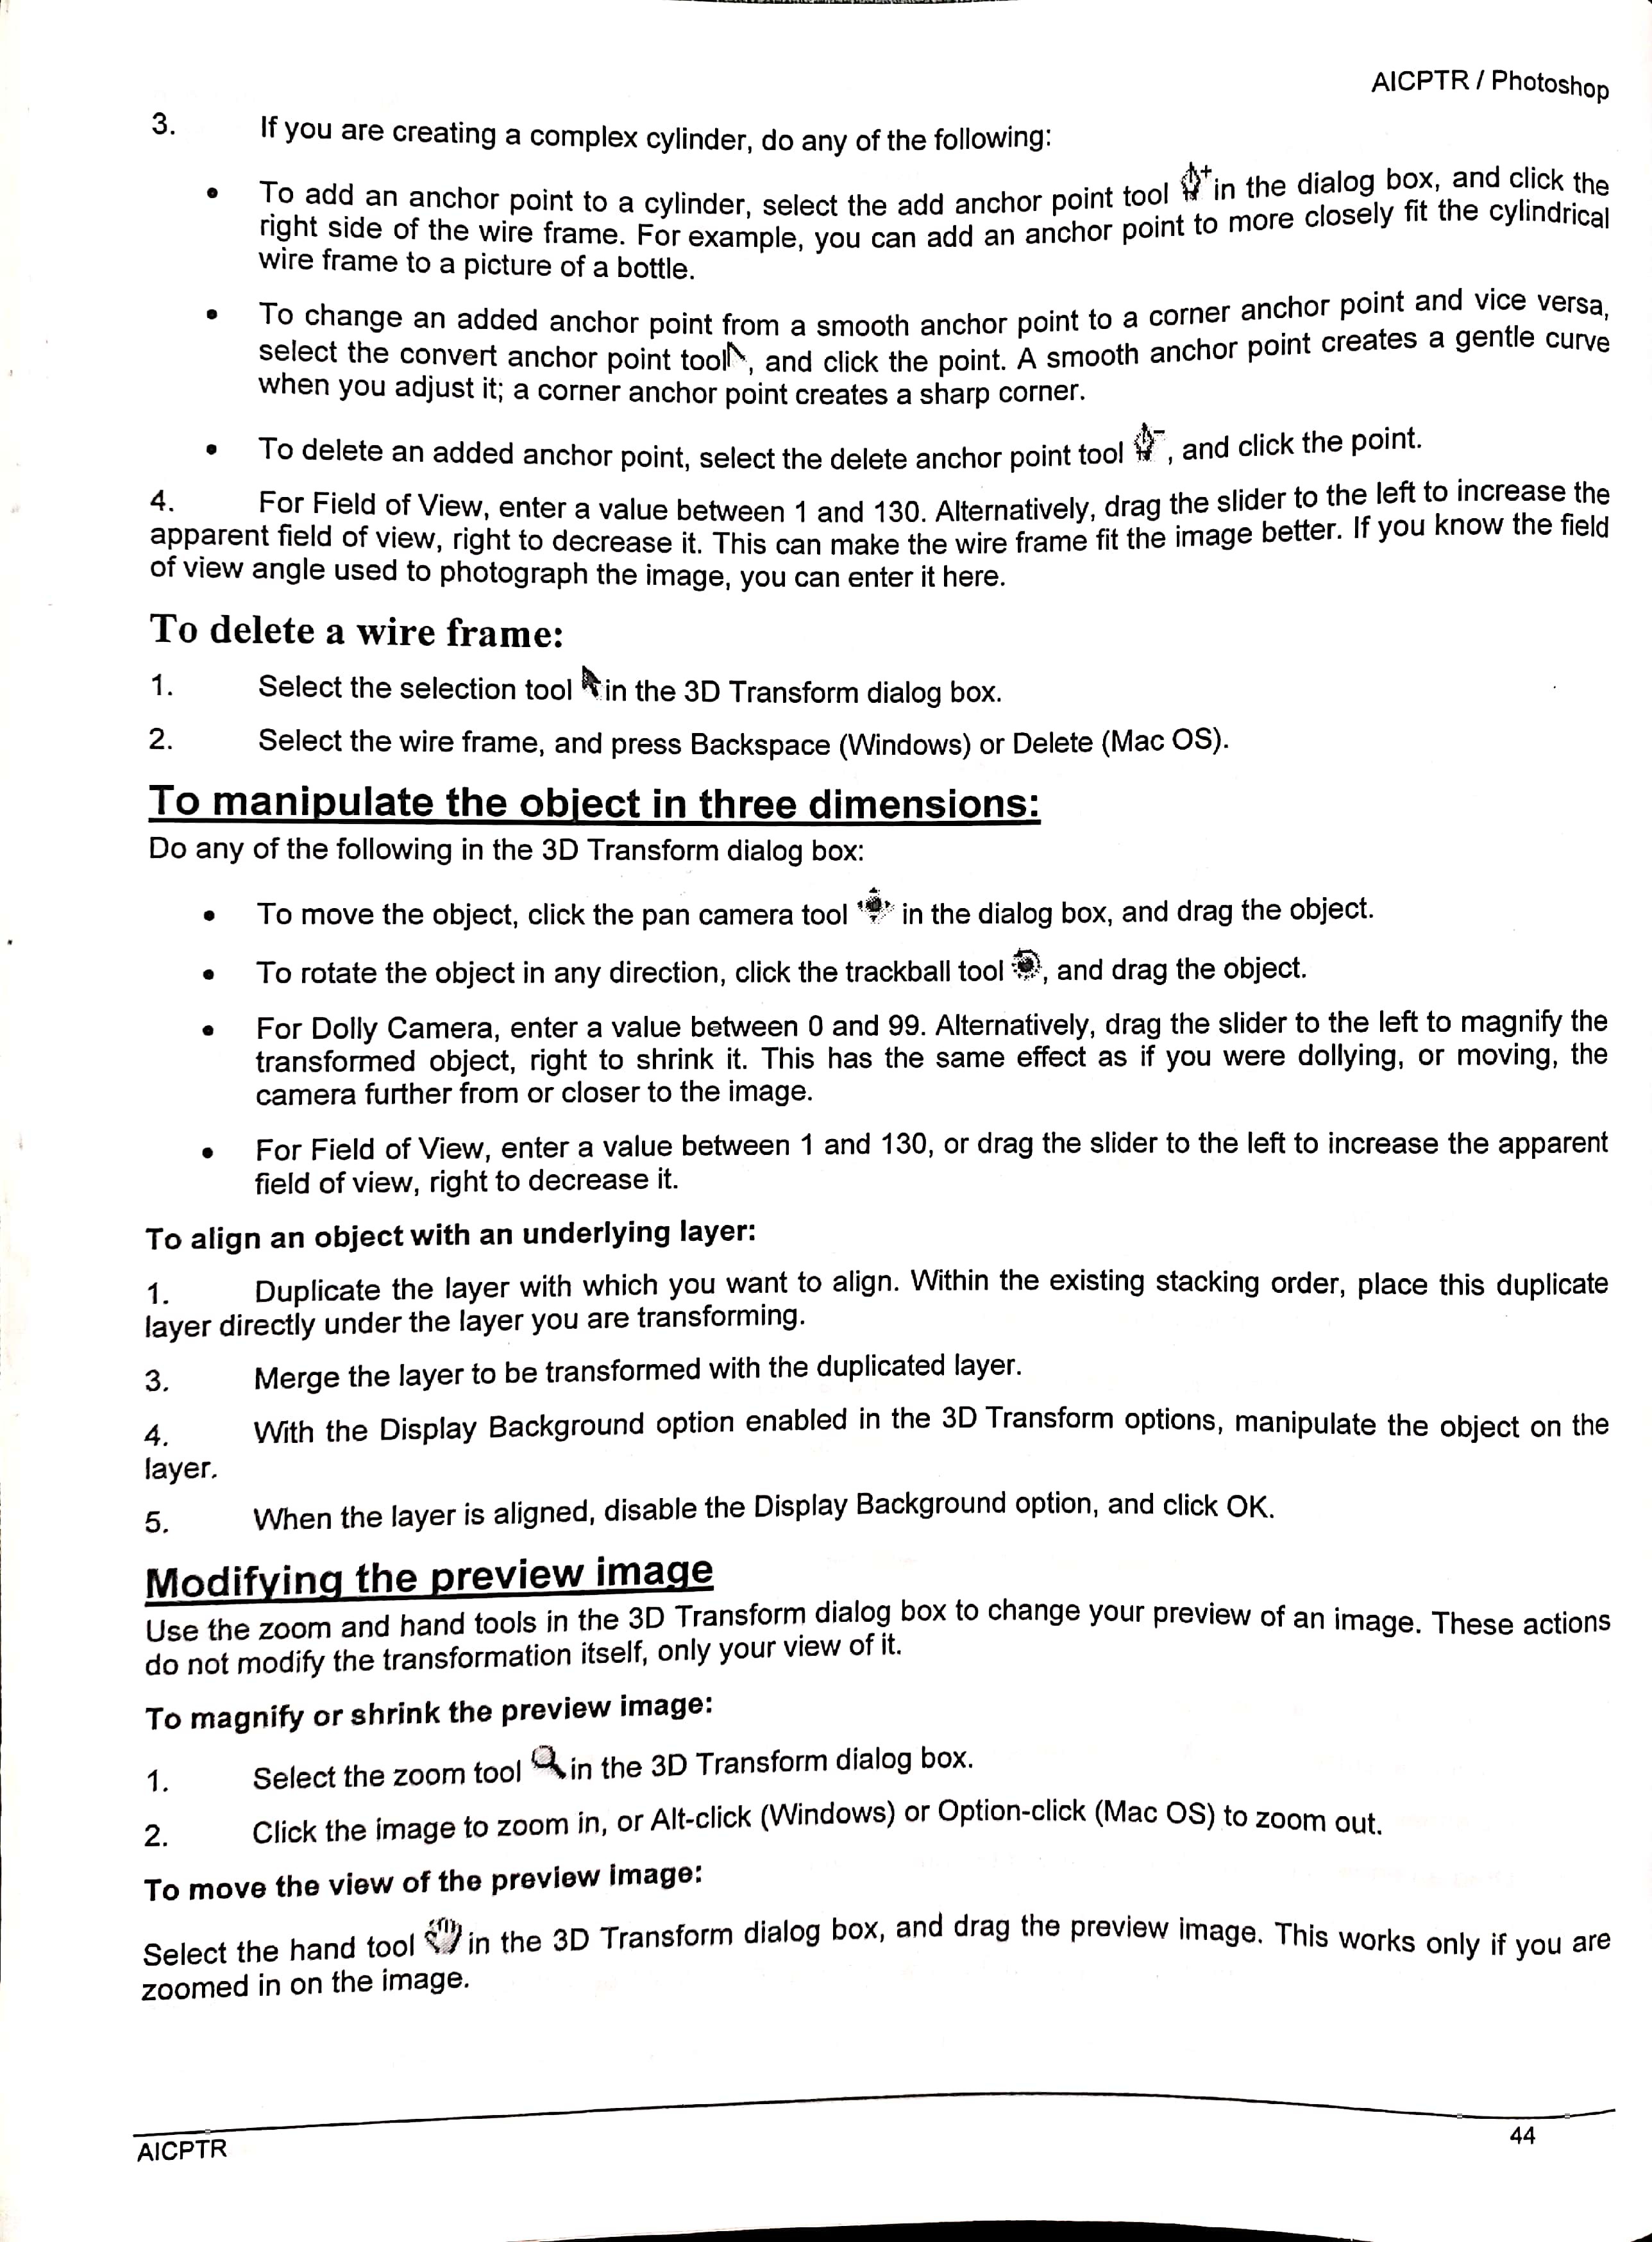 AICPTR / Photoshop
3. If you are creating a complex cylinder, do any of the following:
• To add an anchor point to a cylinder, select the add anchor point tool in the dialog box, and click the
right side of the wire frame. For example, you can add an anchor point to more closely fit the cylindrical
wire frame to a picture of a bottle.
• To change an added anchor point from a smooth anchor point to a corner anchor point and vice versa,
select the convert anchor point tool, and click the point. A smooth anchor point creates a gentle curve
when you adjust it; a corner anchor point creates a sharp corner.
• To delete an added anchor point, select the delete anchor point tool , and click the point.
4. For Field of View, enter a value between 1 and 130. Alternatively, drag the slider to the left to increase the
apparent field of view, right to decrease it. This can make the wire frame fit the image better. If you know the field
of view angle used to photograph the image, you can enter it here.
To delete a wire frame:
1. Select the selection tool in the 3D Transform dialog box.
2. Select the wire frame, and press Backspace (Windows) or Delete (Mac OS).
To manipulate the object in three dimensions:
Do any of the following in the 3D Transform dialog box:
• To move the object, click the pan camera tool in the dialog box, and drag the object.
• To rotate the object in any direction, click the trackball tool , and drag the object.
• For Dolly Camera, enter a value between 0 and 99. Alternatively, drag the slider to the left to magnify the
transformed object, right to shrink it. This has the same effect as if you were dollying, or moving, the
camera further from or closer to the image.
• For Field of View, enter a value between 1 and 130, or drag the slider to the left to increase the apparent
field of view, right to decrease it.
To align an object with an underlying layer:
1. Duplicate the layer with which you want to align. Within the existing stacking order, place this duplicate
layer directly under the layer you are transforming.
3. Merge the layer to be transformed with the duplicated layer.
4. With the Display Background option enabled in the 3D Transform options, manipulate the object on the
layer.
5. When the layer is aligned, disable the Display Background option, and click OK.
Modifying the preview image
Use the zoom and hand tools in the 3D Transform dialog box to change your preview of an image. These actions
do not modify the transformation itself, only your view of it.
To magnify or shrink the preview image:
1. Select the zoom tool in the 3D Transform dialog box.
2. Click the image to zoom in, or Alt-click (Windows) or Option-click (Mac OS) to zoom out.
To move the view of the preview image:
Select the hand tool in the 3D Transform dialog box, and drag the preview image. This works only if you are
zoomed in on the image.
AICPTR 44